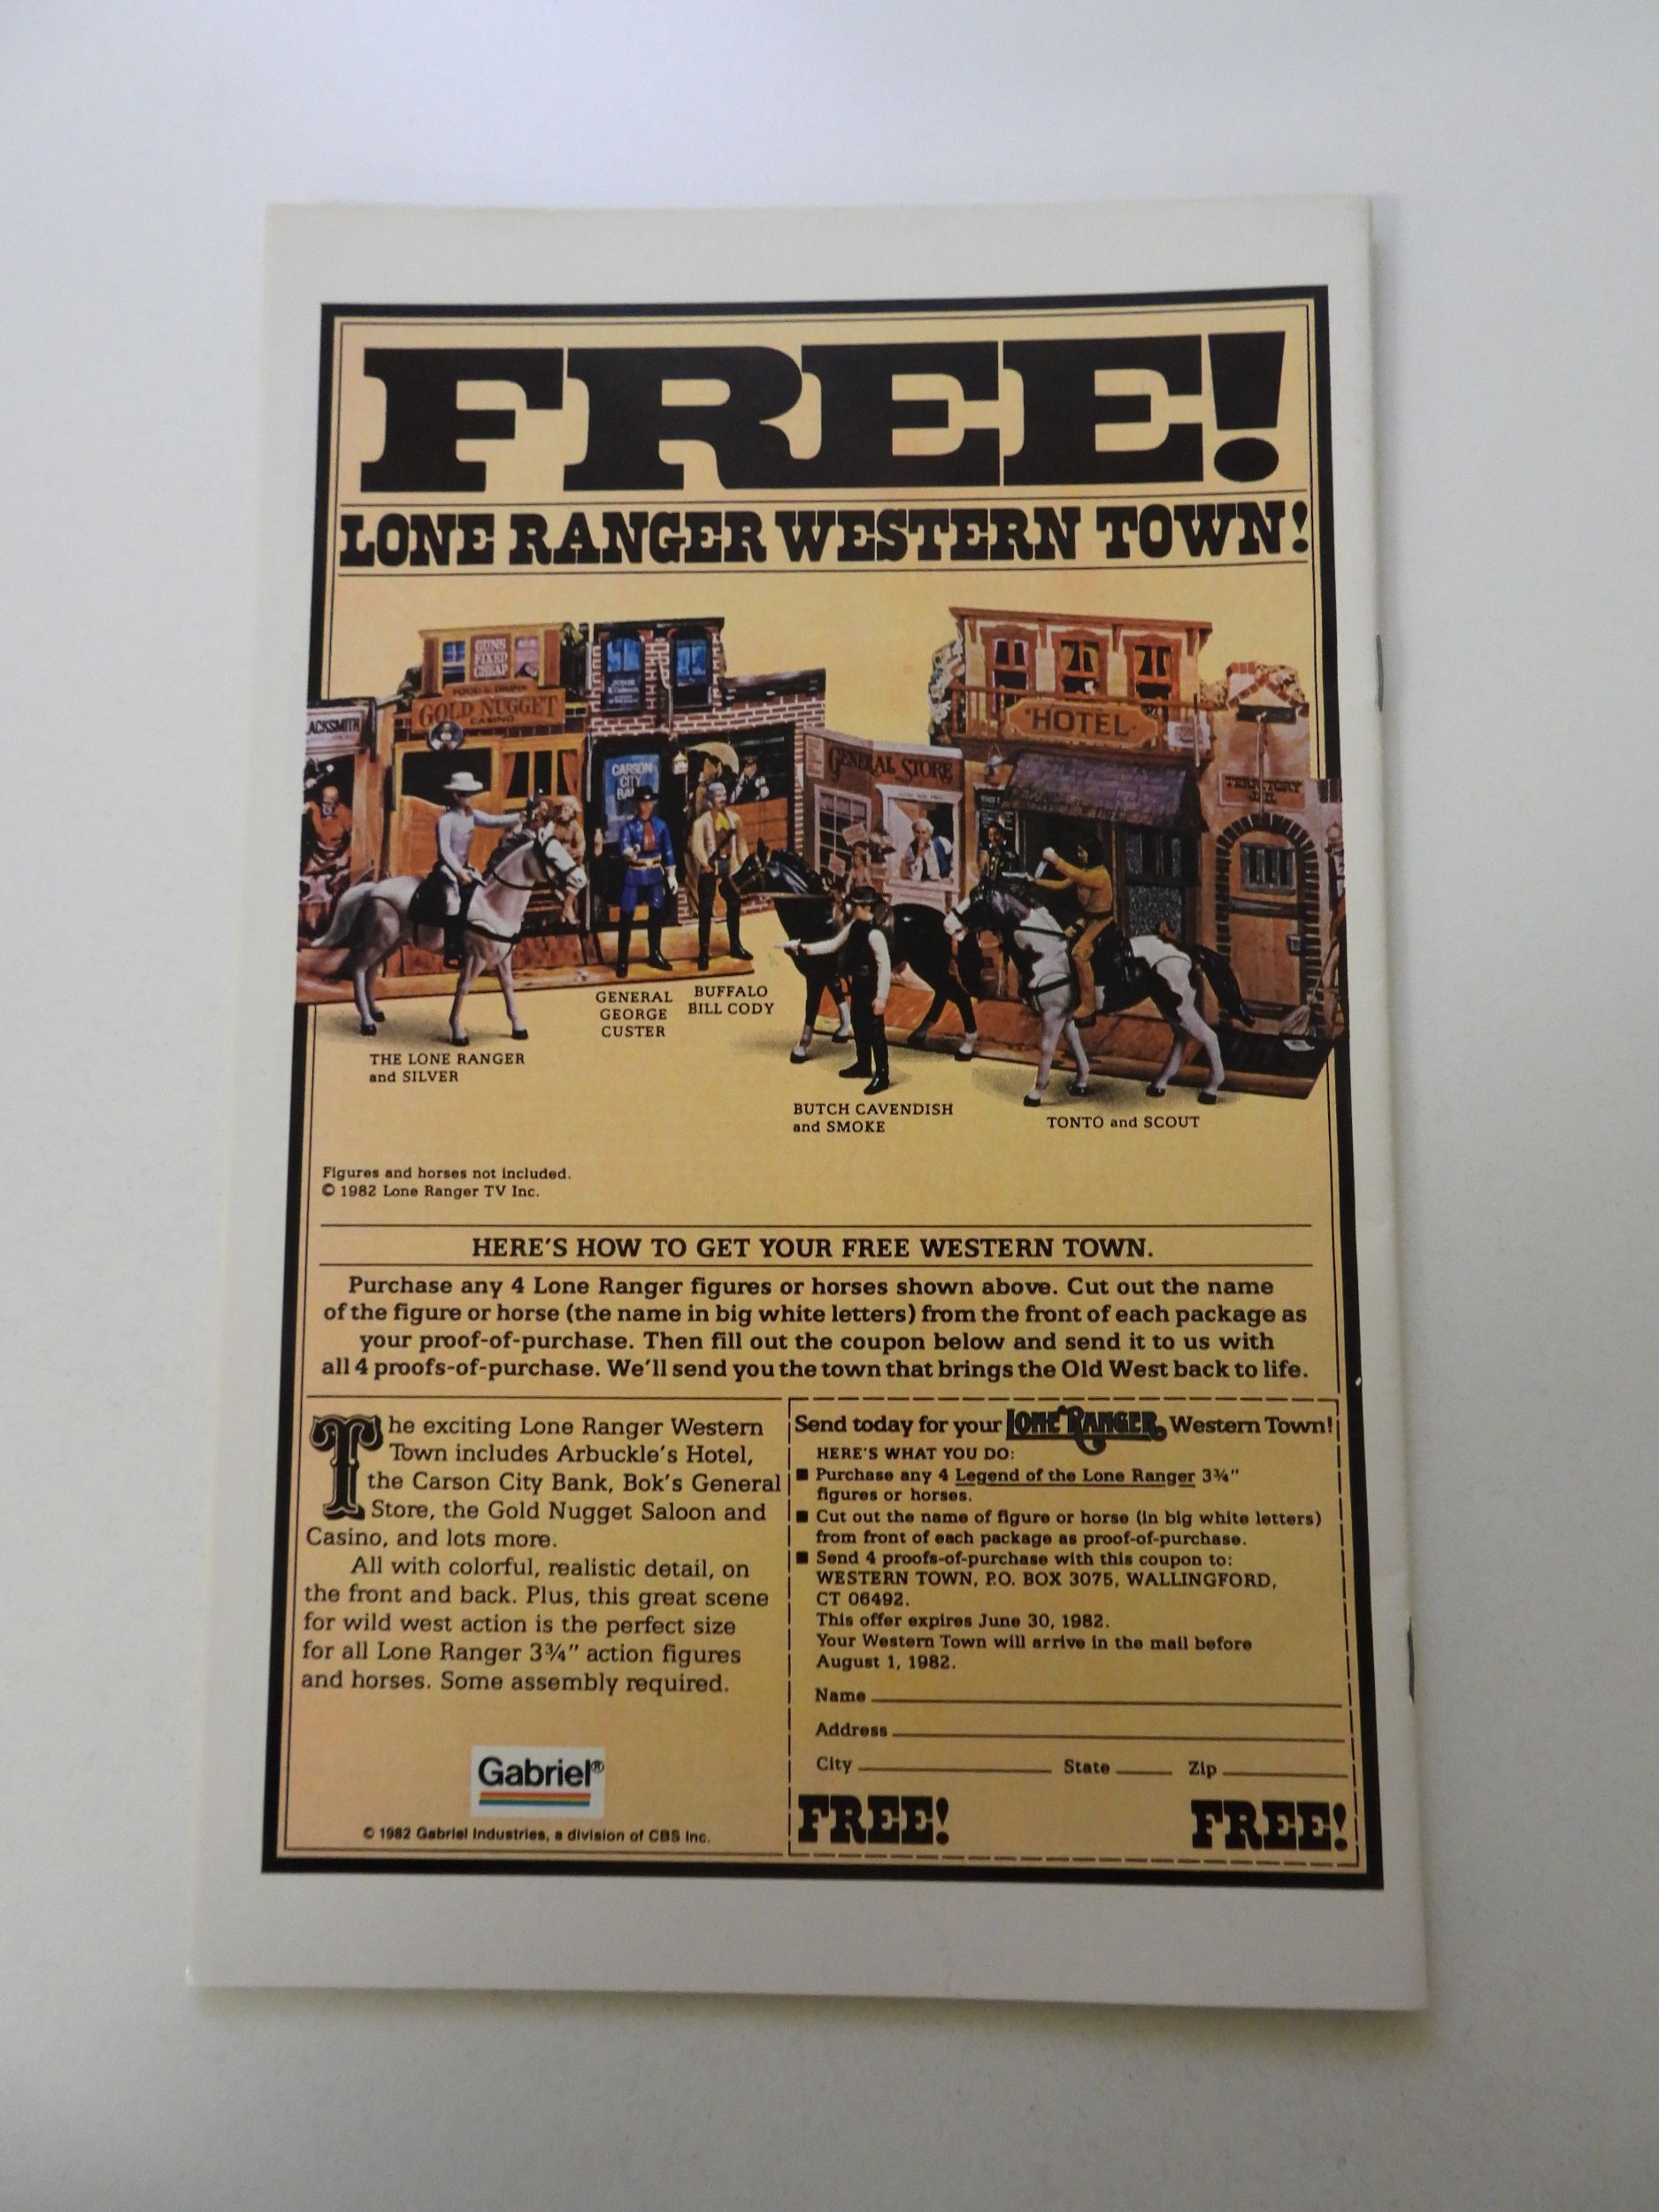 FREE!
LONE RANGER WESTERN TOWN!
GUNS
FIXED
CHEAP
FOOD & DRINK
GOLD NUGGET
CASINO
ACKSMITH
CARSON
CITY
BA
GENERAL STORE
HOTEL
GENERAL
GEORGE
CUSTER
BUFFALO
BILL CODY
THE LONE RANGER
and SILVER
BUTCH CAVENDISH
and SMOKE
TONTO and SCOUT
Figures and horses not included.
© 1982 Lone Ranger TV Inc.
HERE'S HOW TO GET YOUR FREE WESTERN TOWN.
Purchase any 4 Lone Ranger figures or horses shown above. Cut out the name
of the figure or horse (the name in big white letters) from the front of each package as
your proof-of-purchase. Then fill out the coupon below and send it to us with
all 4 proofs-of-purchase. We'll send you the town that brings the Old West back to life.
The exciting Lone Ranger Western
Town includes Arbuckle's Hotel,
the Carson City Bank, Bok's General
Store, the Gold Nugget Saloon and
Casino, and lots more.
All with colorful, realistic detail, on
the front and back. Plus, this great scene
for wild west action is the perfect size
for all Lone Ranger 3¾" action figures
and horses. Some assembly required.
Gabriel®
© 1982 Gabriel Industries, a division of CBS Inc.
Send today for your LONE RANGER Western Town!
HERE'S WHAT YOU DO:
■ Purchase any 4 Legend of the Lone Ranger 3¾"
figures or horses.
■ Cut out the name of figure or horse (in big white letters)
from front of each package as proof-of-purchase.
■ Send 4 proofs-of-purchase with this coupon to:
WESTERN TOWN, P.O. BOX 3075, WALLINGFORD,
CT 06492.
This offer expires June 30, 1982.
Your Western Town will arrive in the mail before
August 1, 1982.
Name
Address
City State Zip
FREE! FREE!